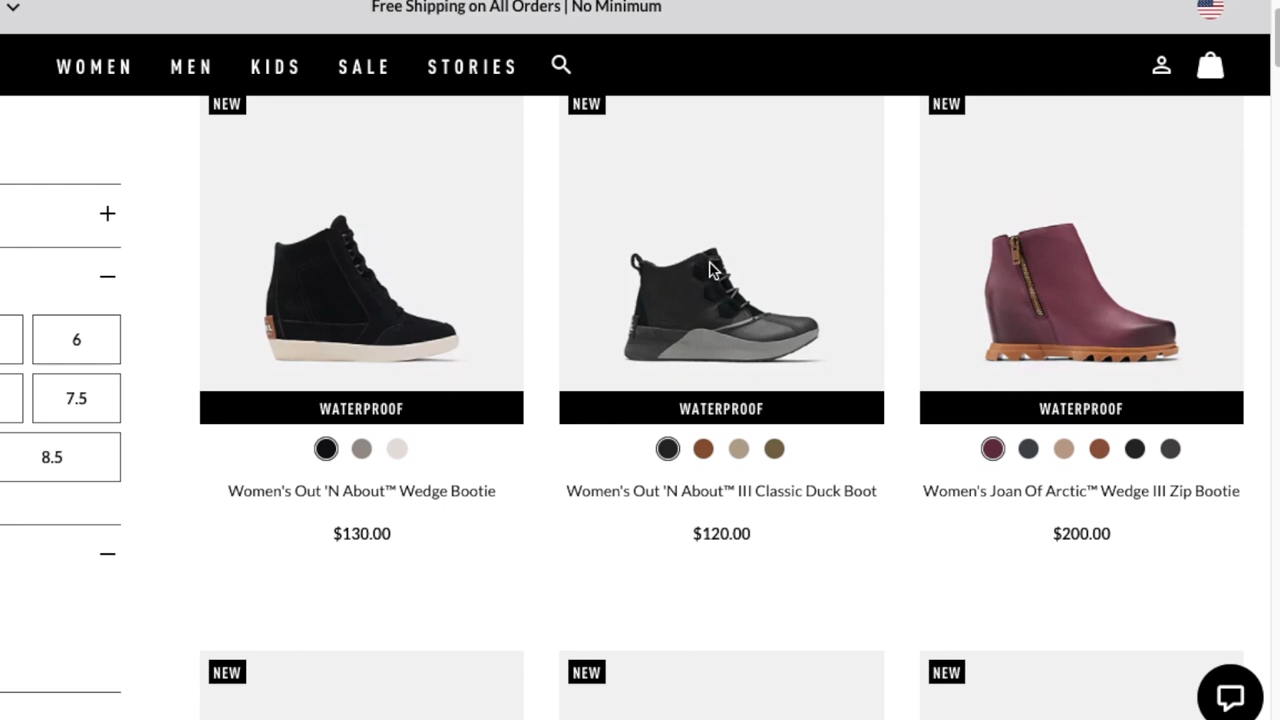 Free Shipping on All Orders | No Minimum
WOMEN MEN KIDS SALE STORIES
NEW NEW NEW
6
7.5
8.5
WATERPROOF WATERPROOF WATERPROOF
Women's Out 'N About™ Wedge Bootie Women's Out 'N About™ III Classic Duck Boot Women's Joan Of Arctic™ Wedge III Zip Bootie
$130.00 $120.00 $200.00
NEW NEW NEW